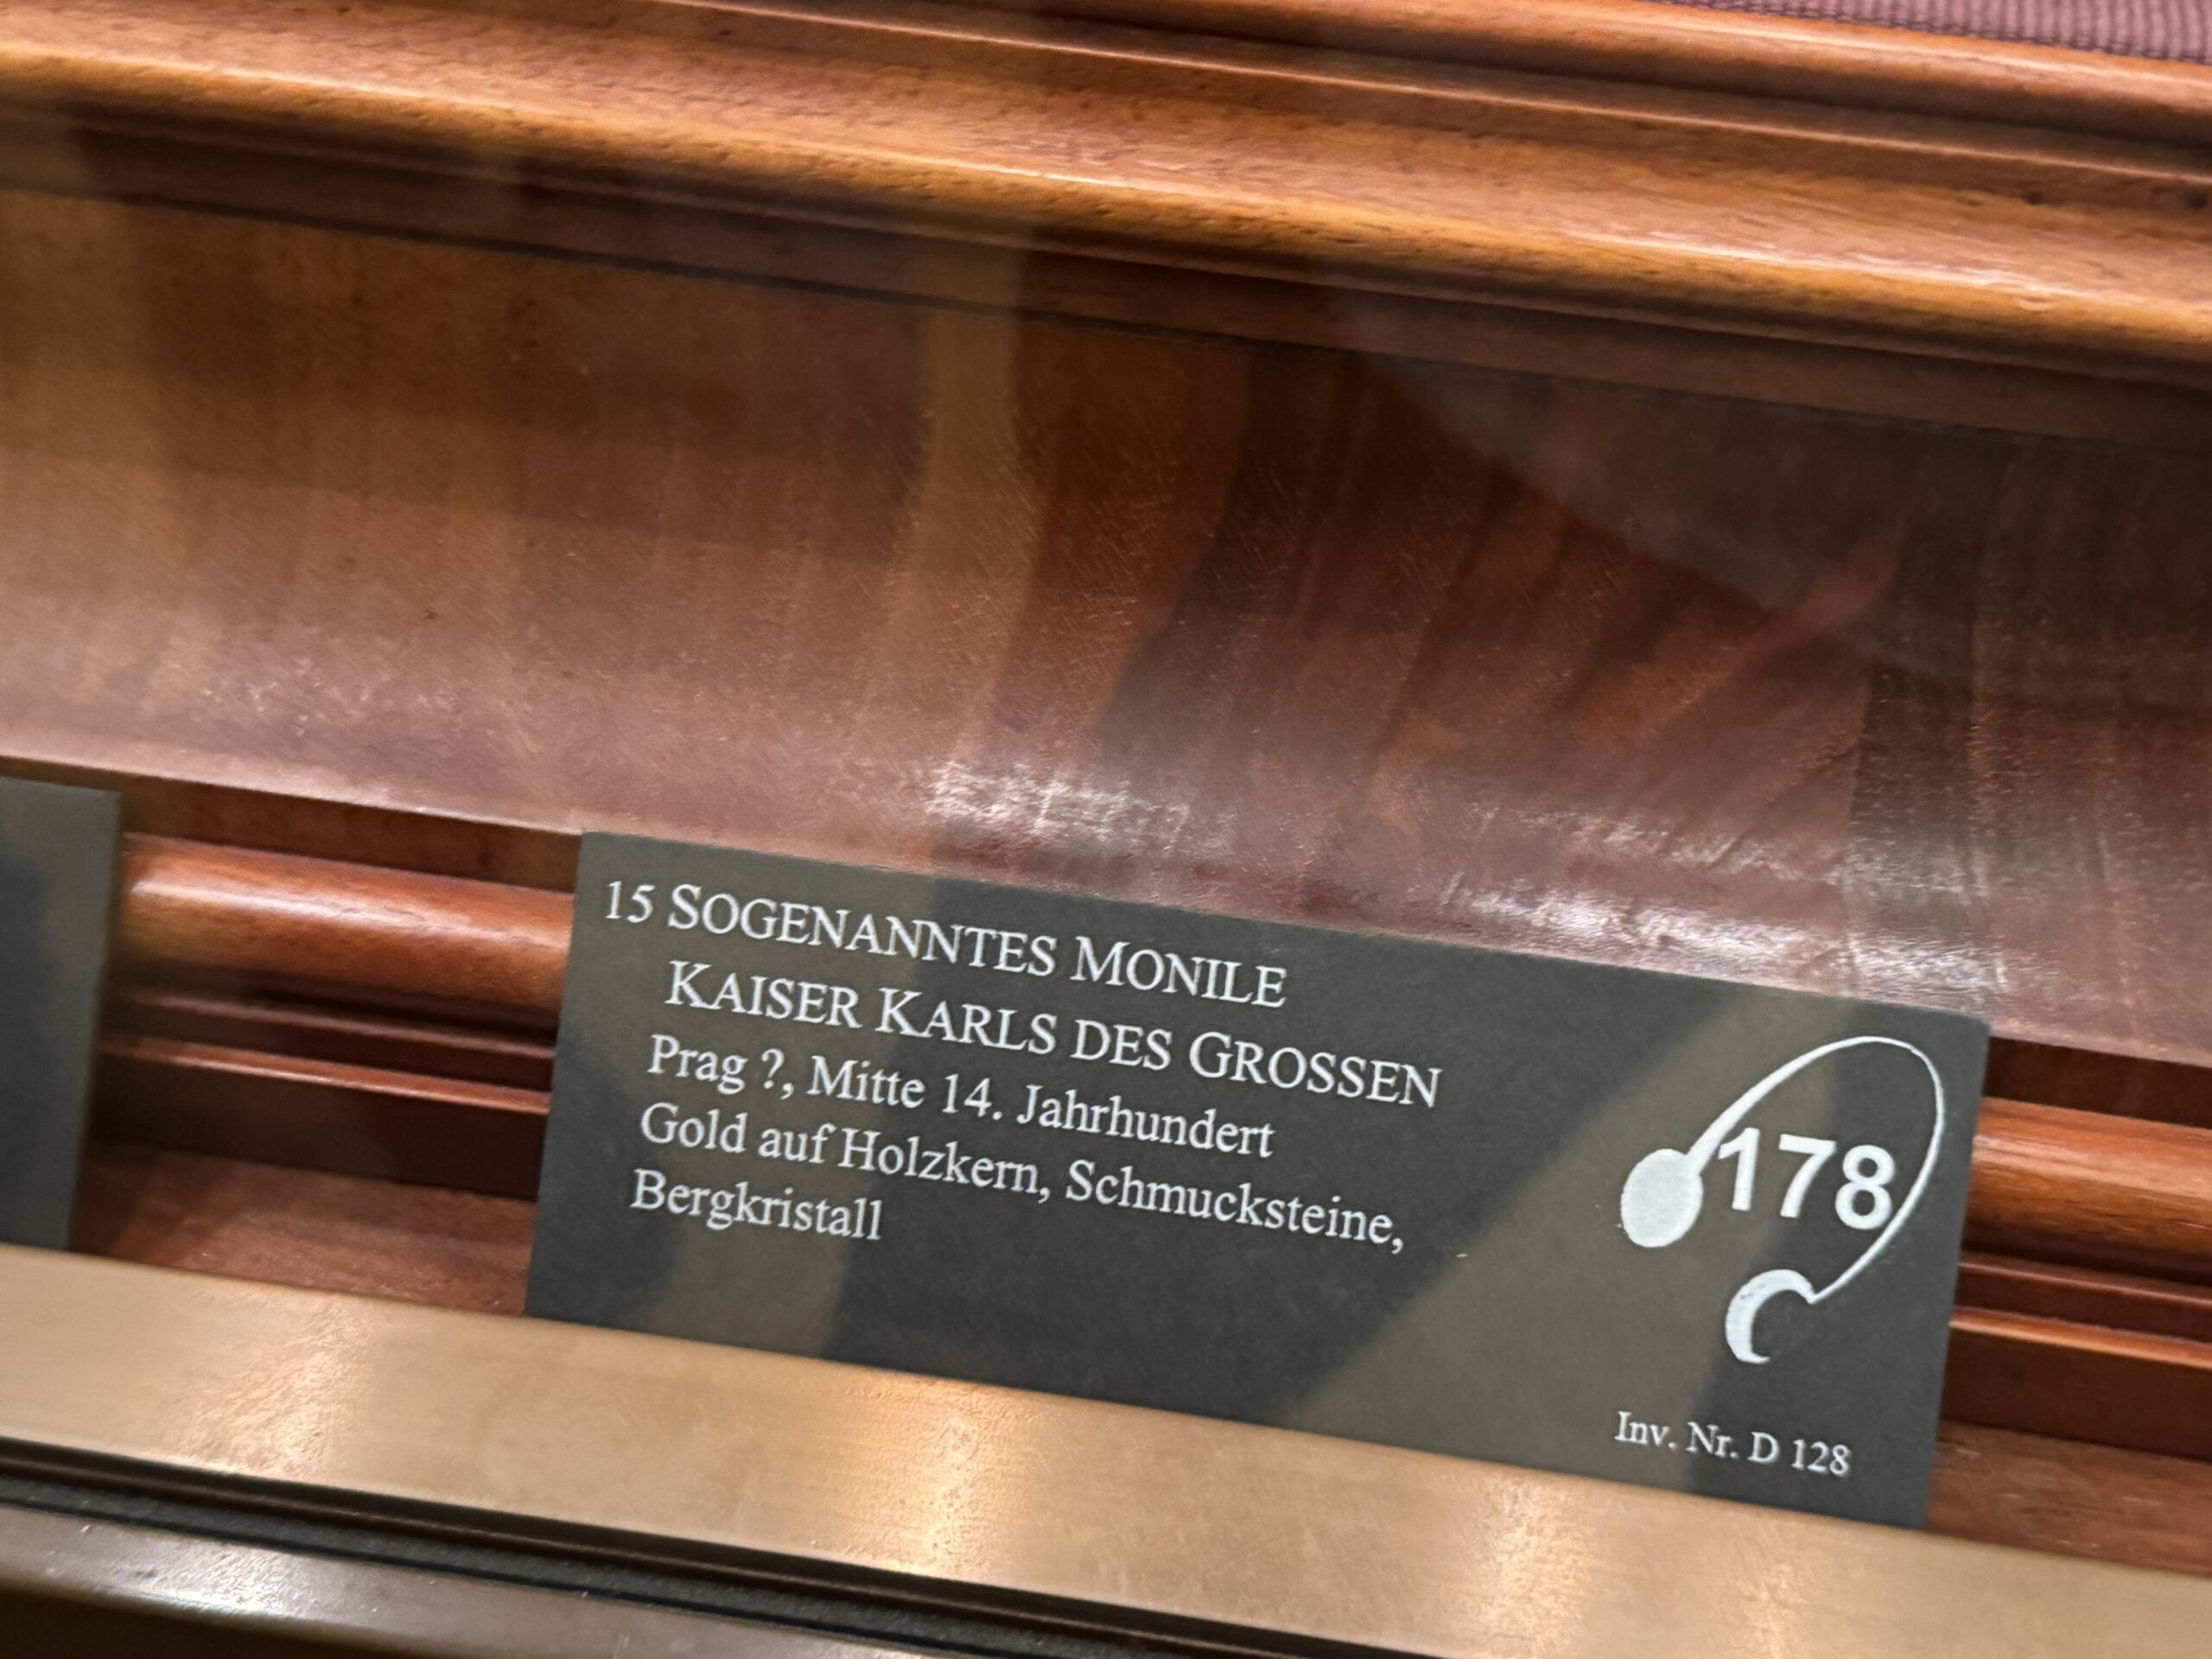 15 SOGENANNTES MONILE
KAISER KARLS DES GROSSEN
Prag ?, Mitte 14. Jahrhundert
Gold auf Holzkern, Schmucksteine,
Bergkristall
178
Inv. Nr. D 128